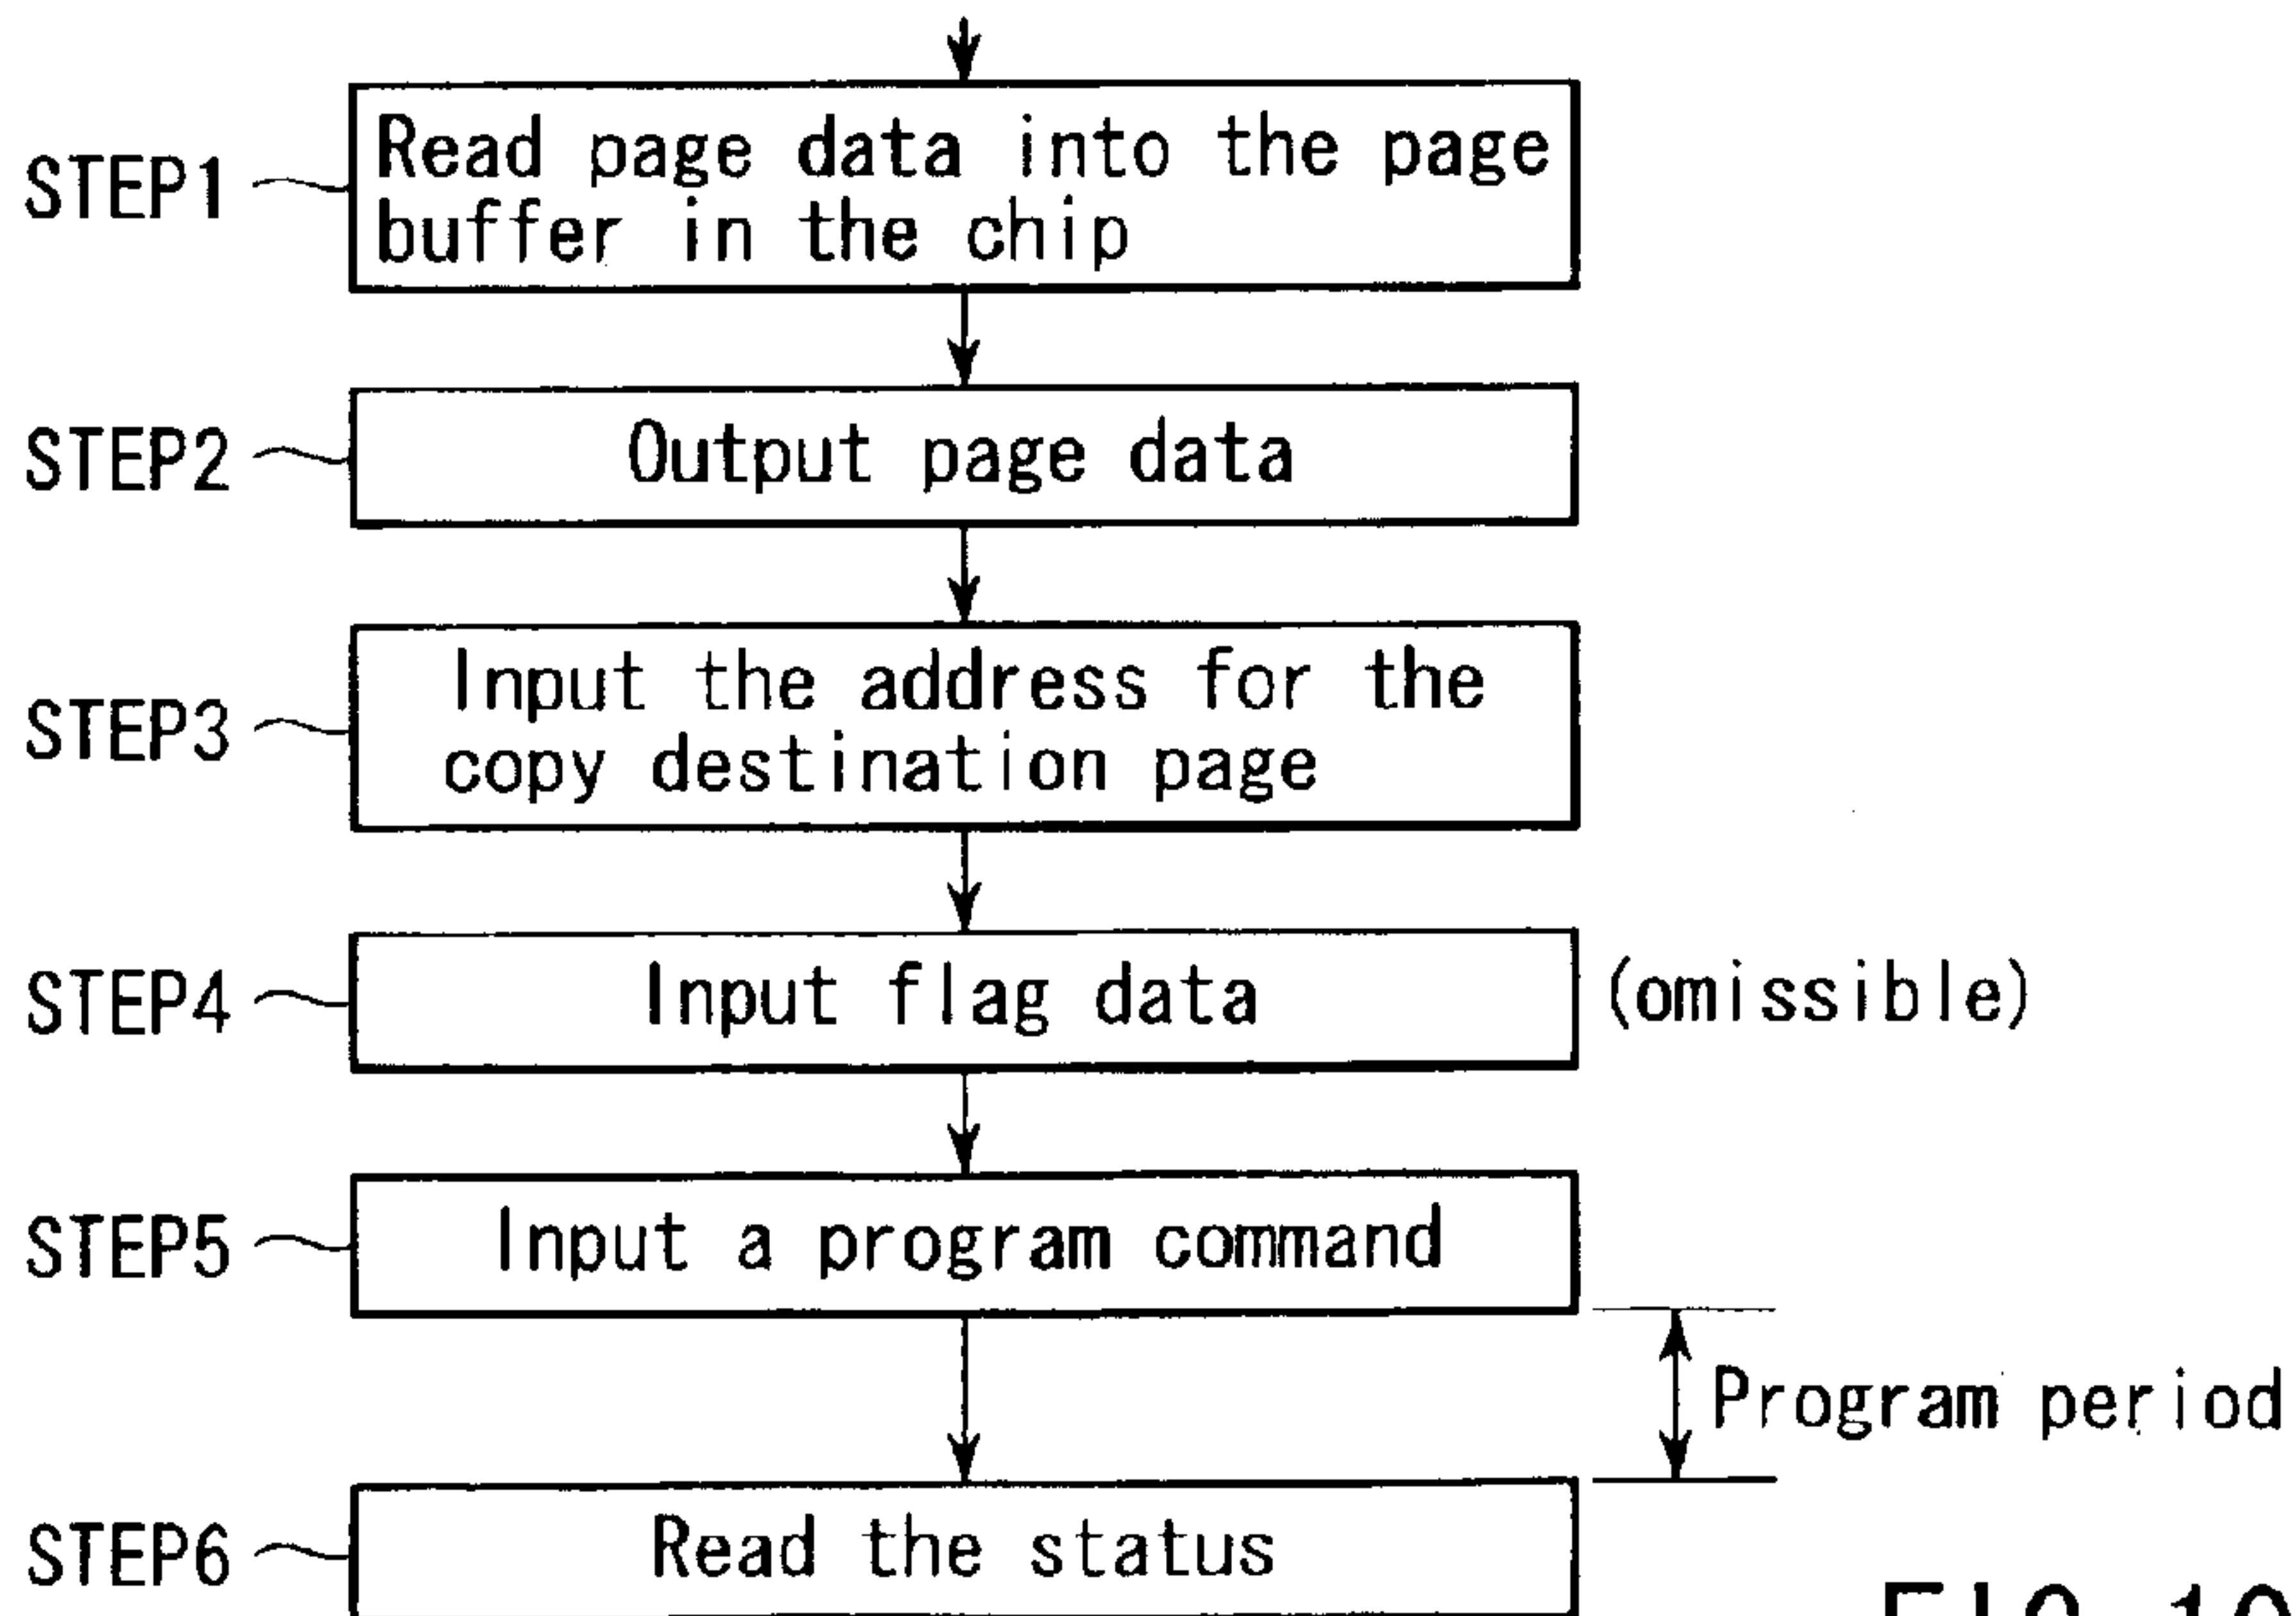 STEP1
Read page data into the page
buffer in the chip
STEP2
Output page data
STEP3
Input the address for the
copy destination page
STEP4
Input flag data
(omissible)
STEP5
Input a program command
Program period
STEP6
Read the status